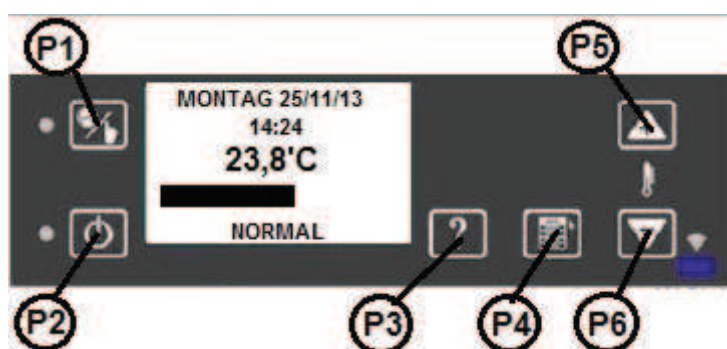 P1
P5
MONTAG 25/11/13
14:24
23,8'C
NORMAL
?
P2
P3
P4
P6